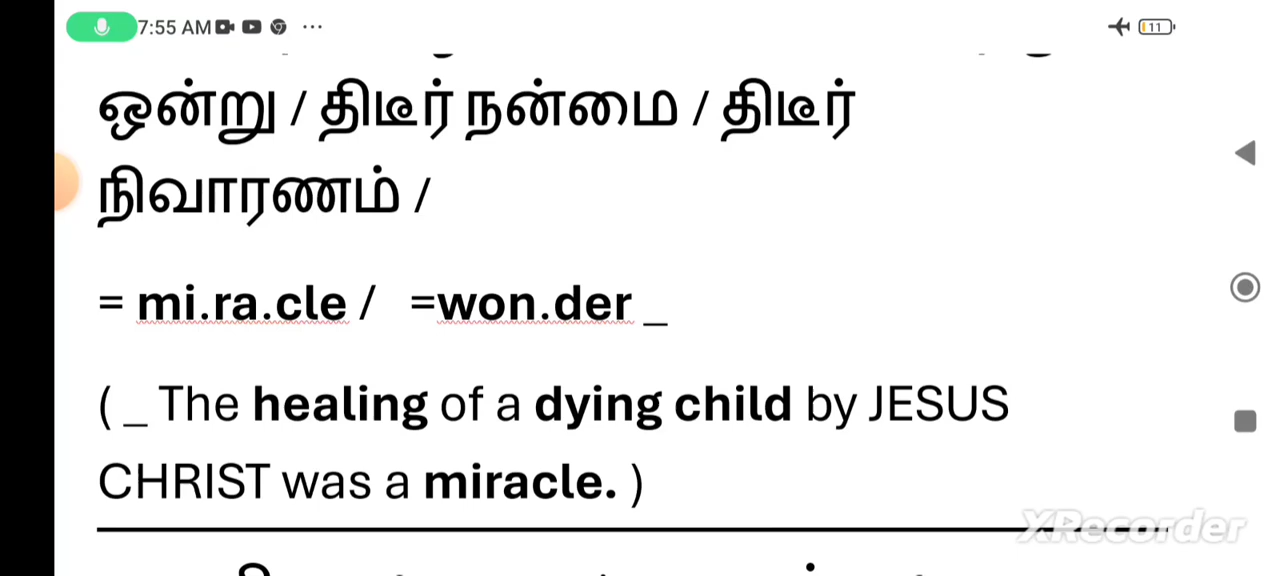 7:55 AM ... 11
ஒன்று / திடீர் நன்மை / திடீர்
நிவாரணம் /
= mi.ra.cle / =won.der _
( _ The healing of a dying child by JESUS
CHRIST was a miracle. )
XRecorder